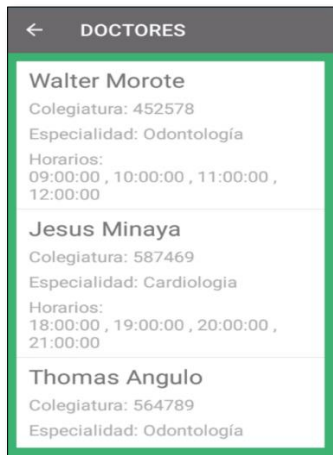 DOCTORES
Walter Morote
Colegiatura: 452578
Especialidad: Odontología
Horarios:
09:00:00 , 10:00:00 , 11:00:00 ,
12:00:00
Jesus Minaya
Colegiatura: 587469
Especialidad: Cardiologia
Horarios:
18:00:00 , 19:00:00 , 20:00:00 ,
21:00:00
Thomas Angulo
Colegiatura: 564789
Especialidad: Odontología